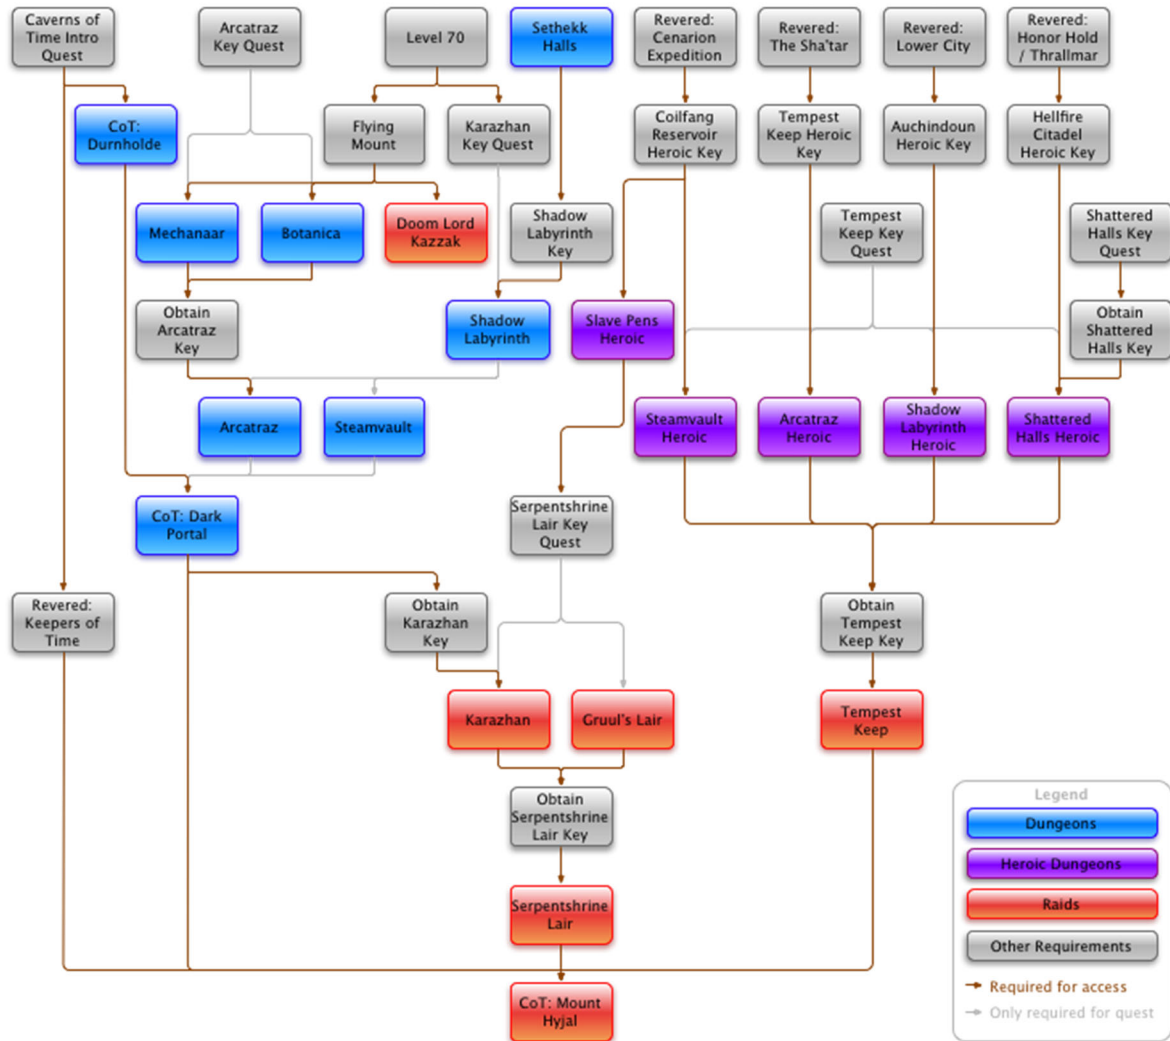 Caverns of
Time Intro
Quest
Arcatraz
Key Quest
Level 70
Sethekk
Halls
Revered:
Cenarion
Expedition
Revered:
The Sha'tar
Revered:
Lower City
Revered:
Honor Hold
/ Thrallmar
CoT:
Durnholde
Flying
Mount
Karazhan
Key Quest
Coilfang
Reservoir
Heroic Key
Tempest
Keep Heroic
Key
Auchindoun
Heroic Key
Hellfire
Citadel
Heroic Key
Mechanaar
Botanica
Doom Lord
Kazzak
Shadow
Labyrinth
Key
Tempest
Keep Key
Quest
Shattered
Halls Key
Quest
Obtain
Arcatraz
Key
Shadow
Labyrinth
Slave Pens
Heroic
Obtain
Shattered
Halls Key
Arcatraz
Steamvault
Steamvault
Heroic
Arcatraz
Heroic
Shadow
Labyrinth
Heroic
Shattered
Halls Heroic
CoT: Dark
Portal
Serpentshrine
Lair Key
Quest
Revered:
Keepers of
Time
Obtain
Karazhan
Key
Obtain
Tempest
Keep Key
Karazhan
Gruul's Lair
Tempest
Keep
Obtain
Serpentshrine
Lair Key
Serpentshrine
Lair
CoT: Mount
Hyjal
Legend
Dungeons
Heroic Dungeons
Raids
Other Requirements
Required for access
Only required for quest